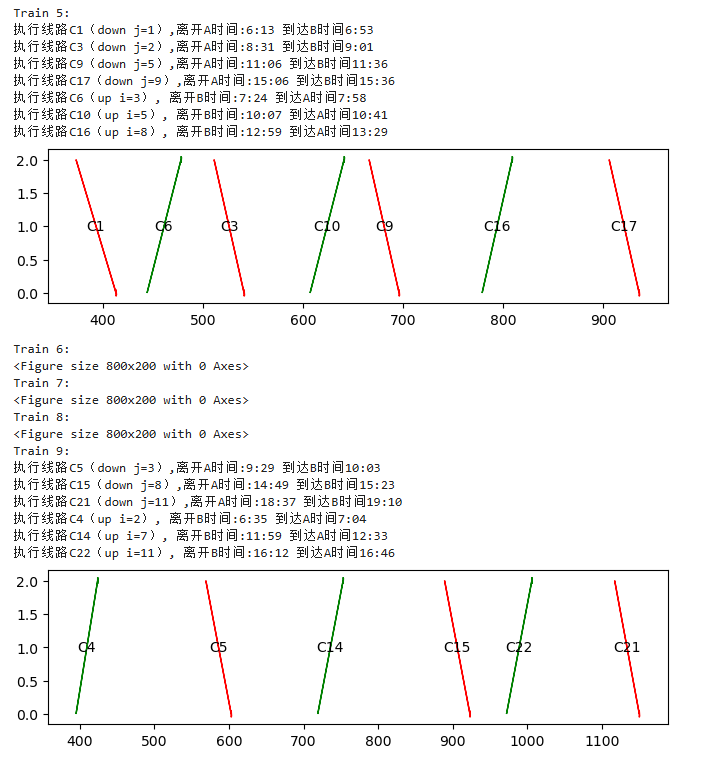 Train 5:
执行线路C1（down j=1）,离开A时间:6:13 到达B时间6:53
执行线路C3（down j=2）,离开A时间:8:31 到达B时间9:01
执行线路C9（down j=5）,离开A时间:11:06 到达B时间11:36
执行线路C17（down j=9）,离开A时间:15:06 到达B时间15:36
执行线路C6（up i=3）, 离开B时间:7:24 到达A时间7:58
执行线路C10（up i=5）, 离开B时间:10:07 到达A时间10:41
执行线路C16（up i=8）, 离开B时间:12:59 到达A时间13:29
2.0
1.5
1.0
0.5
0.0
C1 C6 C3 C10 C9 C16 C17
400 500 600 700 800 900
Train 6:
<Figure size 800x200 with 0 Axes>
Train 7:
<Figure size 800x200 with 0 Axes>
Train 8:
<Figure size 800x200 with 0 Axes>
Train 9:
执行线路C5（down j=3）,离开A时间:9:29 到达B时间10:03
执行线路C15（down j=8）,离开A时间:14:49 到达B时间15:23
执行线路C21（down j=11）,离开A时间:18:37 到达B时间19:10
执行线路C4（up i=2）, 离开B时间:6:35 到达A时间7:04
执行线路C14（up i=7）, 离开B时间:11:59 到达A时间12:33
执行线路C22（up i=11）, 离开B时间:16:12 到达A时间16:46
2.0
1.5
1.0
0.5
0.0
C4 C5 C14 C15 C22 C21
400 500 600 700 800 900 1000 1100